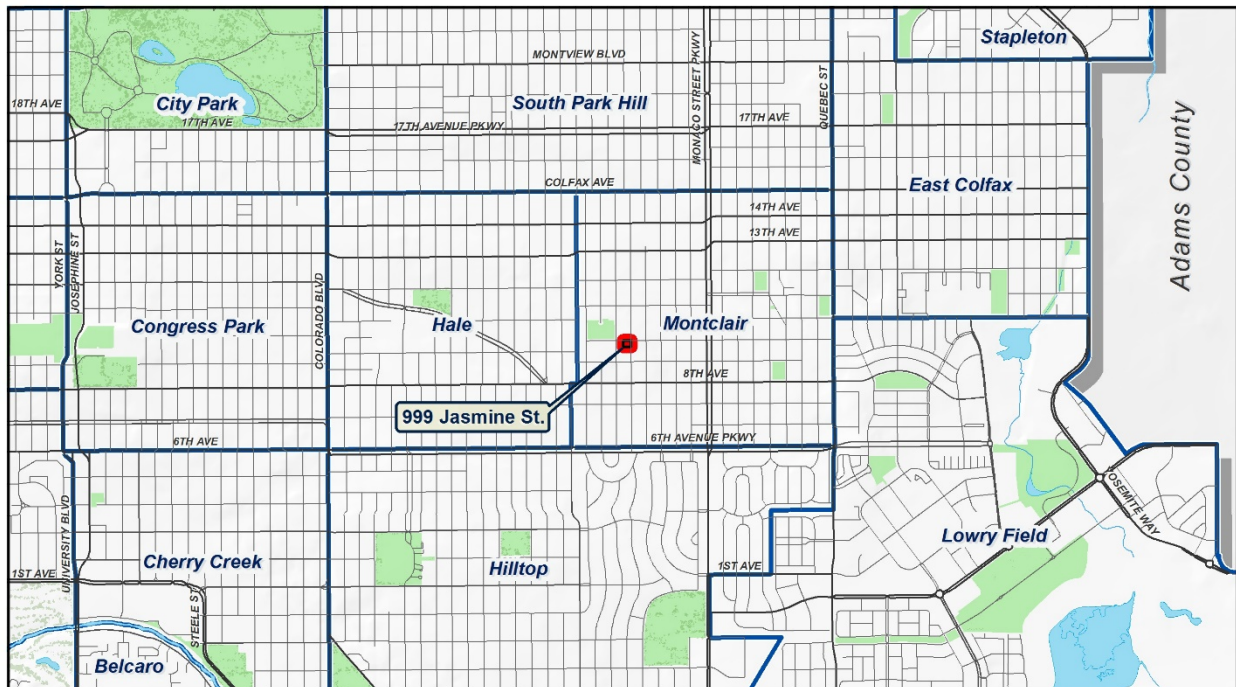 Stapleton
MONTVIEW BLVD
MONACO STREET PKWY
QUEBEC ST
18TH AVE
City Park
South Park Hill
17TH AVE
17TH AVENUE PKWY
17TH AVE
Adams County
COLFAX AVE
East Colfax
14TH AVE
13TH AVE
YORK ST
JOSEPHINE ST
COLORADO BLVD
Congress Park
Hale
Montclair
8TH AVE
999 Jasmine St.
6TH AVE
6TH AVENUE PKWY
UNIVERSITY BLVD
YOSEMITE WAY
Cherry Creek
Hilltop
Lowry Field
1ST AVE
1ST AVE
STEELE ST
Belcaro